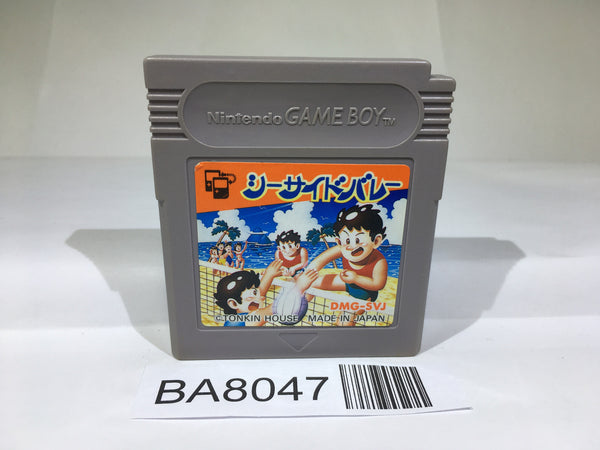 Nintendo GAME BOY TM
シーサイドバレー
DMG-SVJ
©TONKIN HOUSE MADE IN JAPAN
BA8047